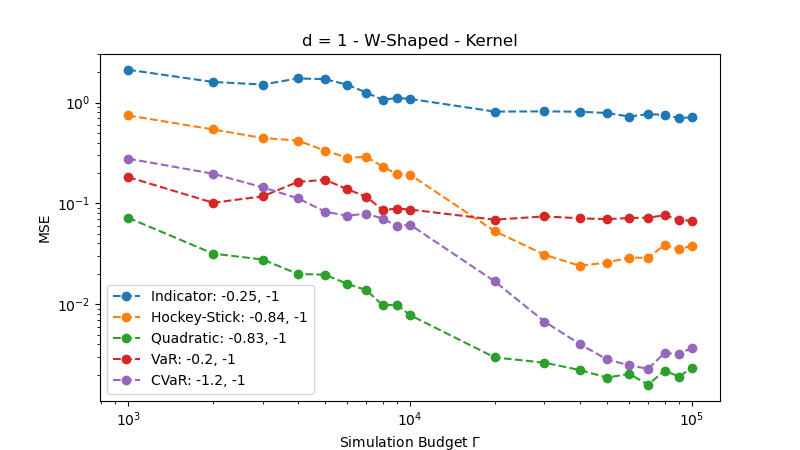 d = 1 - W-Shaped - Kernel
MSE
10⁰
10⁻¹
10⁻²
Indicator: -0.25, -1
Hockey-Stick: -0.84, -1
Quadratic: -0.83, -1
VaR: -0.2, -1
CVaR: -1.2, -1
10³
10⁴
10⁵
Simulation Budget Γ